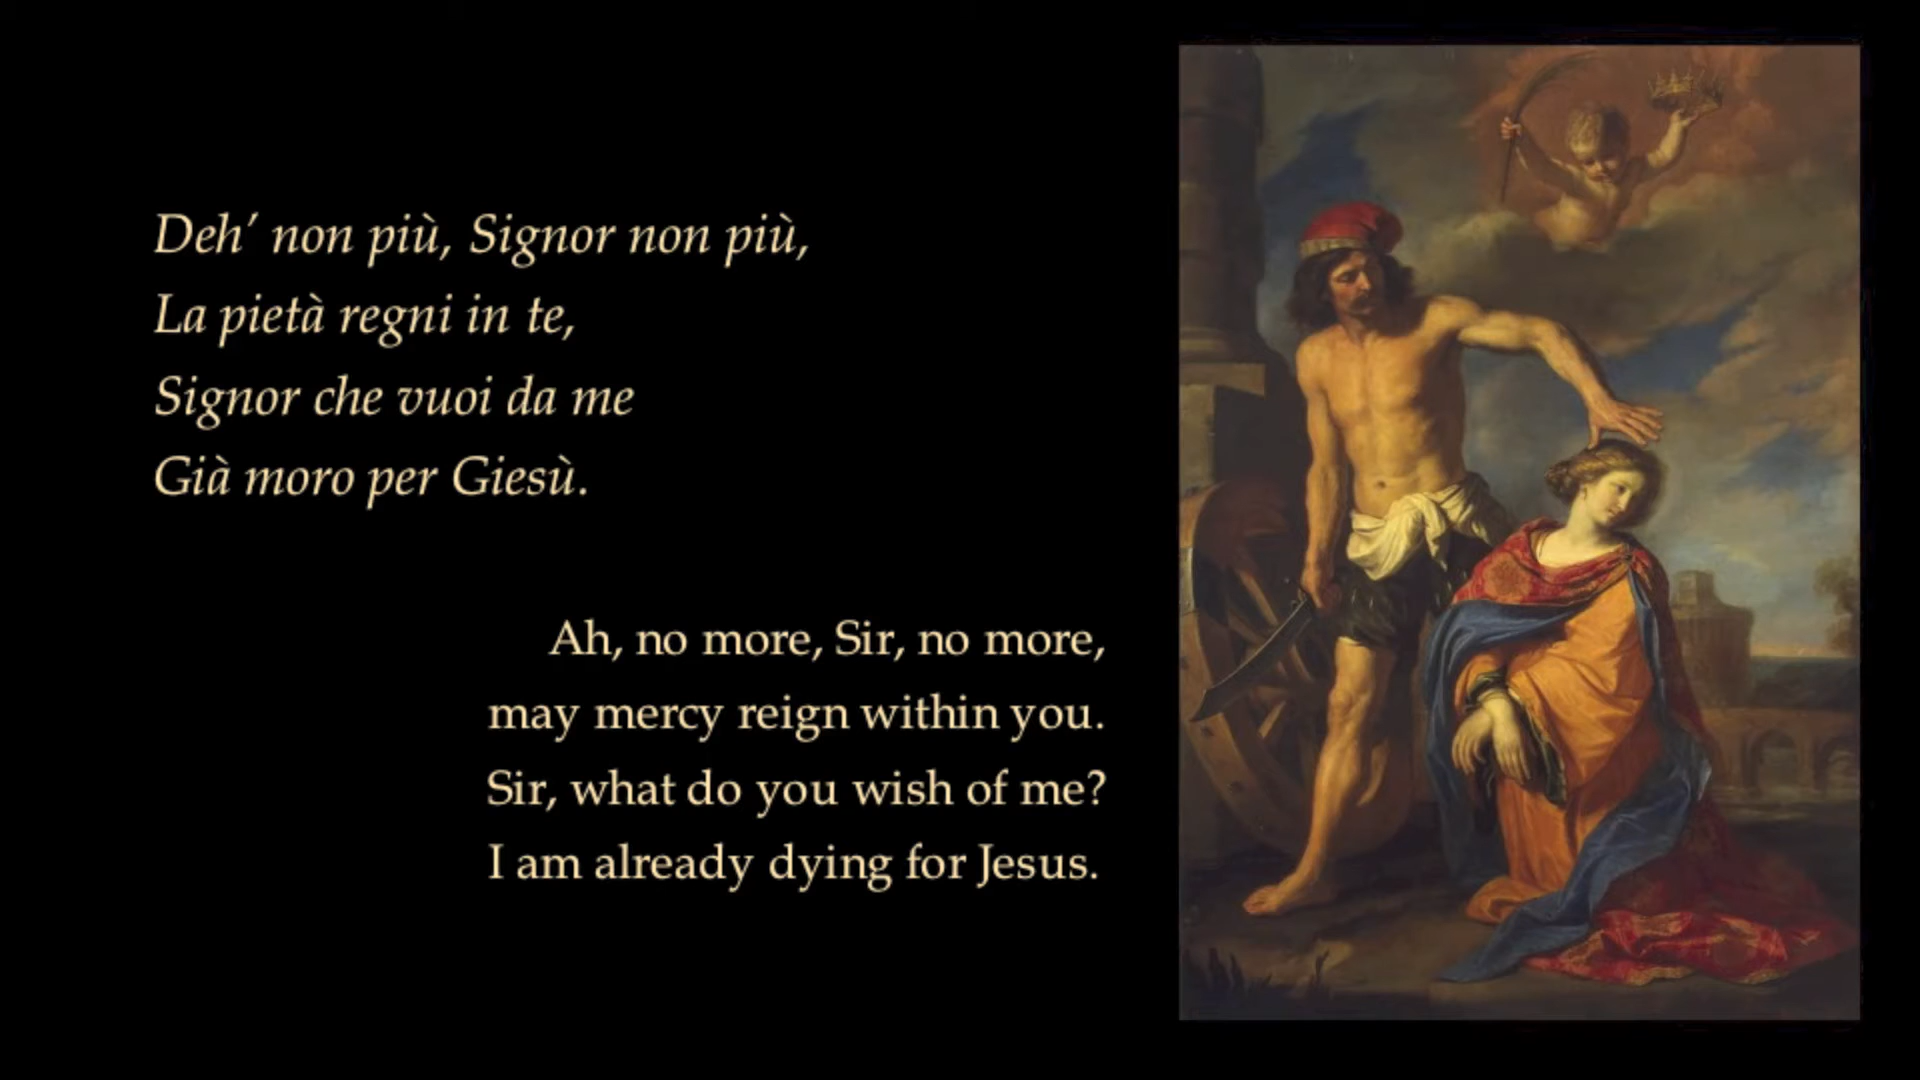 Deh’ non più, Signor non più,
La pietà regni in te,
Signor che vuoi da me
Già moro per Giesù.
Ah, no more, Sir, no more,
may mercy reign within you.
Sir, what do you wish of me?
I am already dying for Jesus.